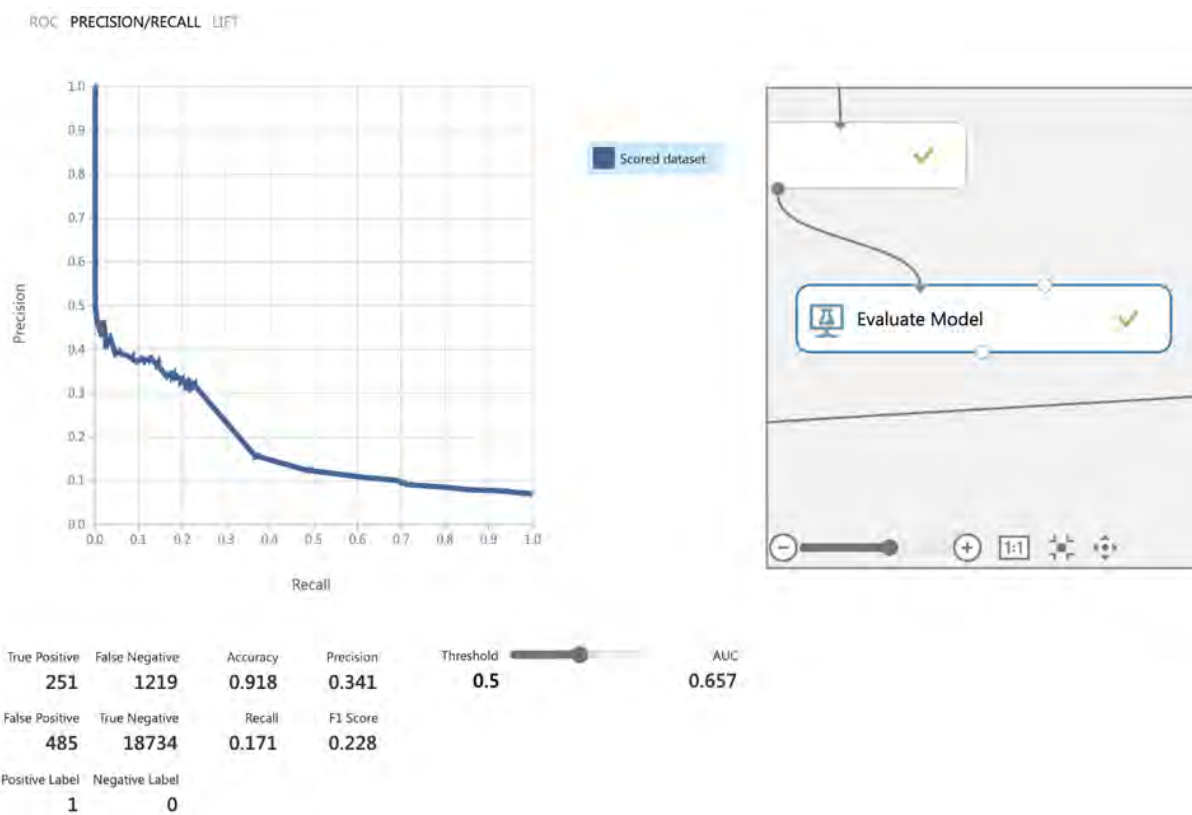 ROC PRECISION/RECALL LIFT
1.0
0.9
0.8
0.7
0.6
0.5
0.4
0.3
0.2
0.1
0.0
Precision
0.0 0.1 0.2 0.3 0.4 0.5 0.6 0.7 0.8 0.9 1.0
Recall
Scored dataset
Evaluate Model
1:1
True Positive False Negative Accuracy Precision Threshold AUC
251 1219 0.918 0.341 0.5 0.657
False Positive True Negative Recall F1 Score
485 18734 0.171 0.228
Positive Label Negative Label
1 0